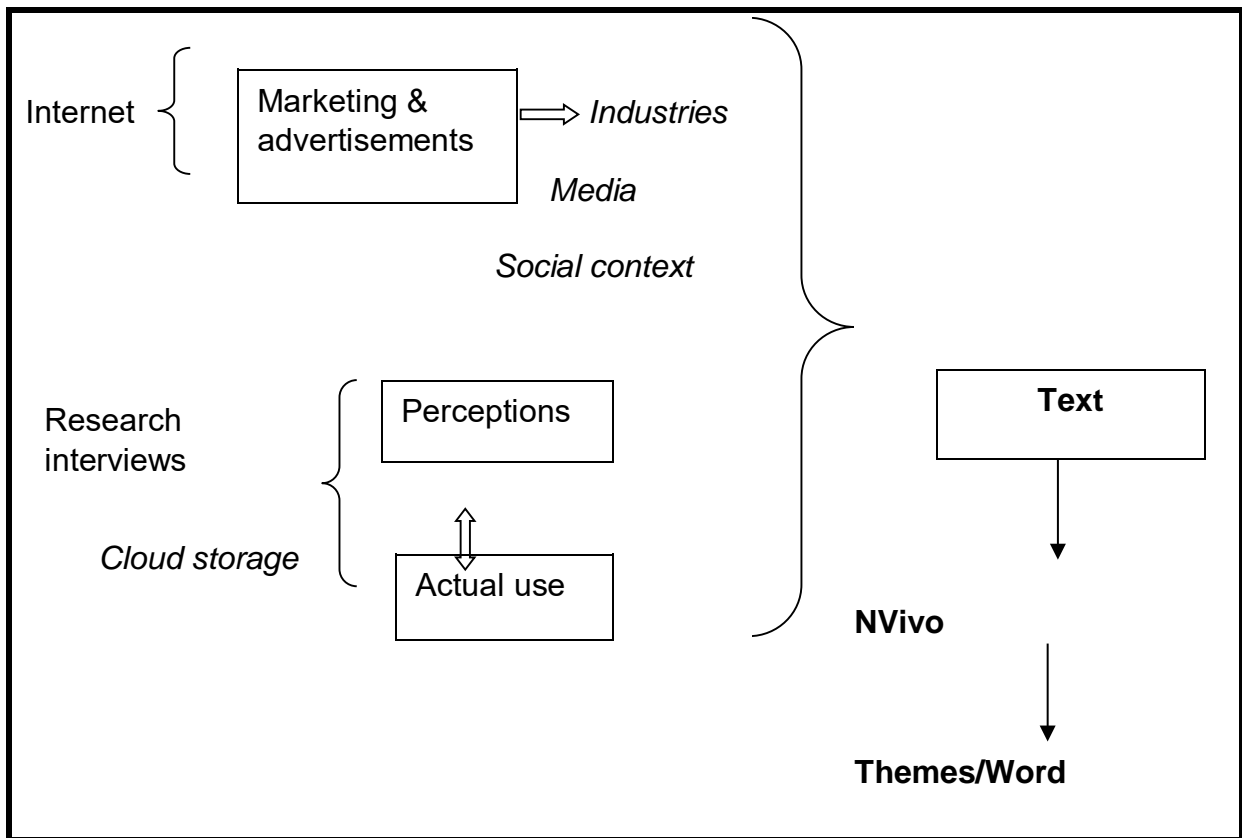 Internet
Marketing &
advertisements
Industries
Media
Social context
Research
interviews
Perceptions
Cloud storage
Actual use
Text
NVivo
Themes/Word